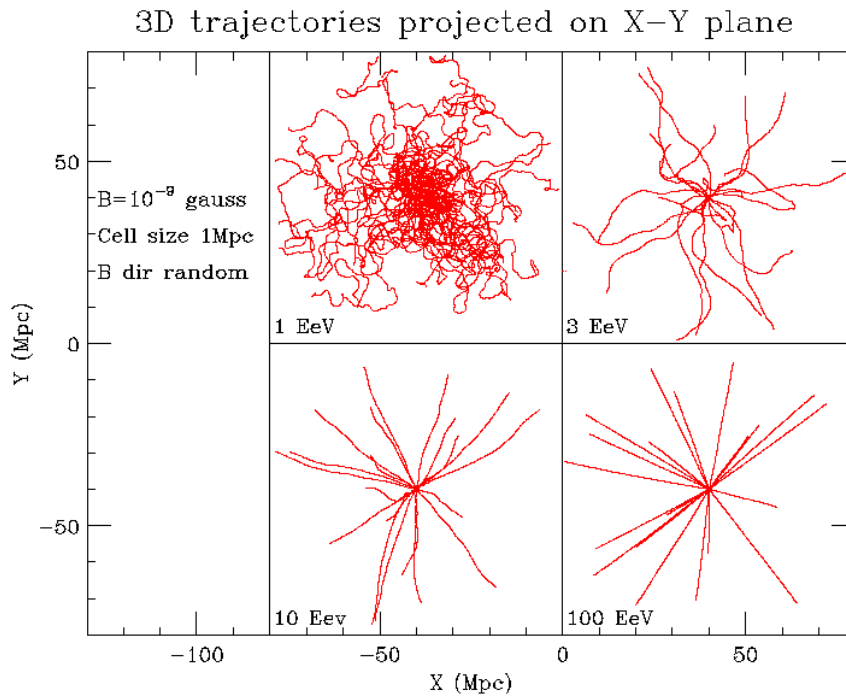 3D trajectories projected on X-Y plane
B=10⁻⁹ gauss
Cell size 1Mpc
B dir random
1 EeV
3 EeV
10 Eev
100 EeV
50
0
-50
Y (Mpc)
-100
-50
0
50
X (Mpc)